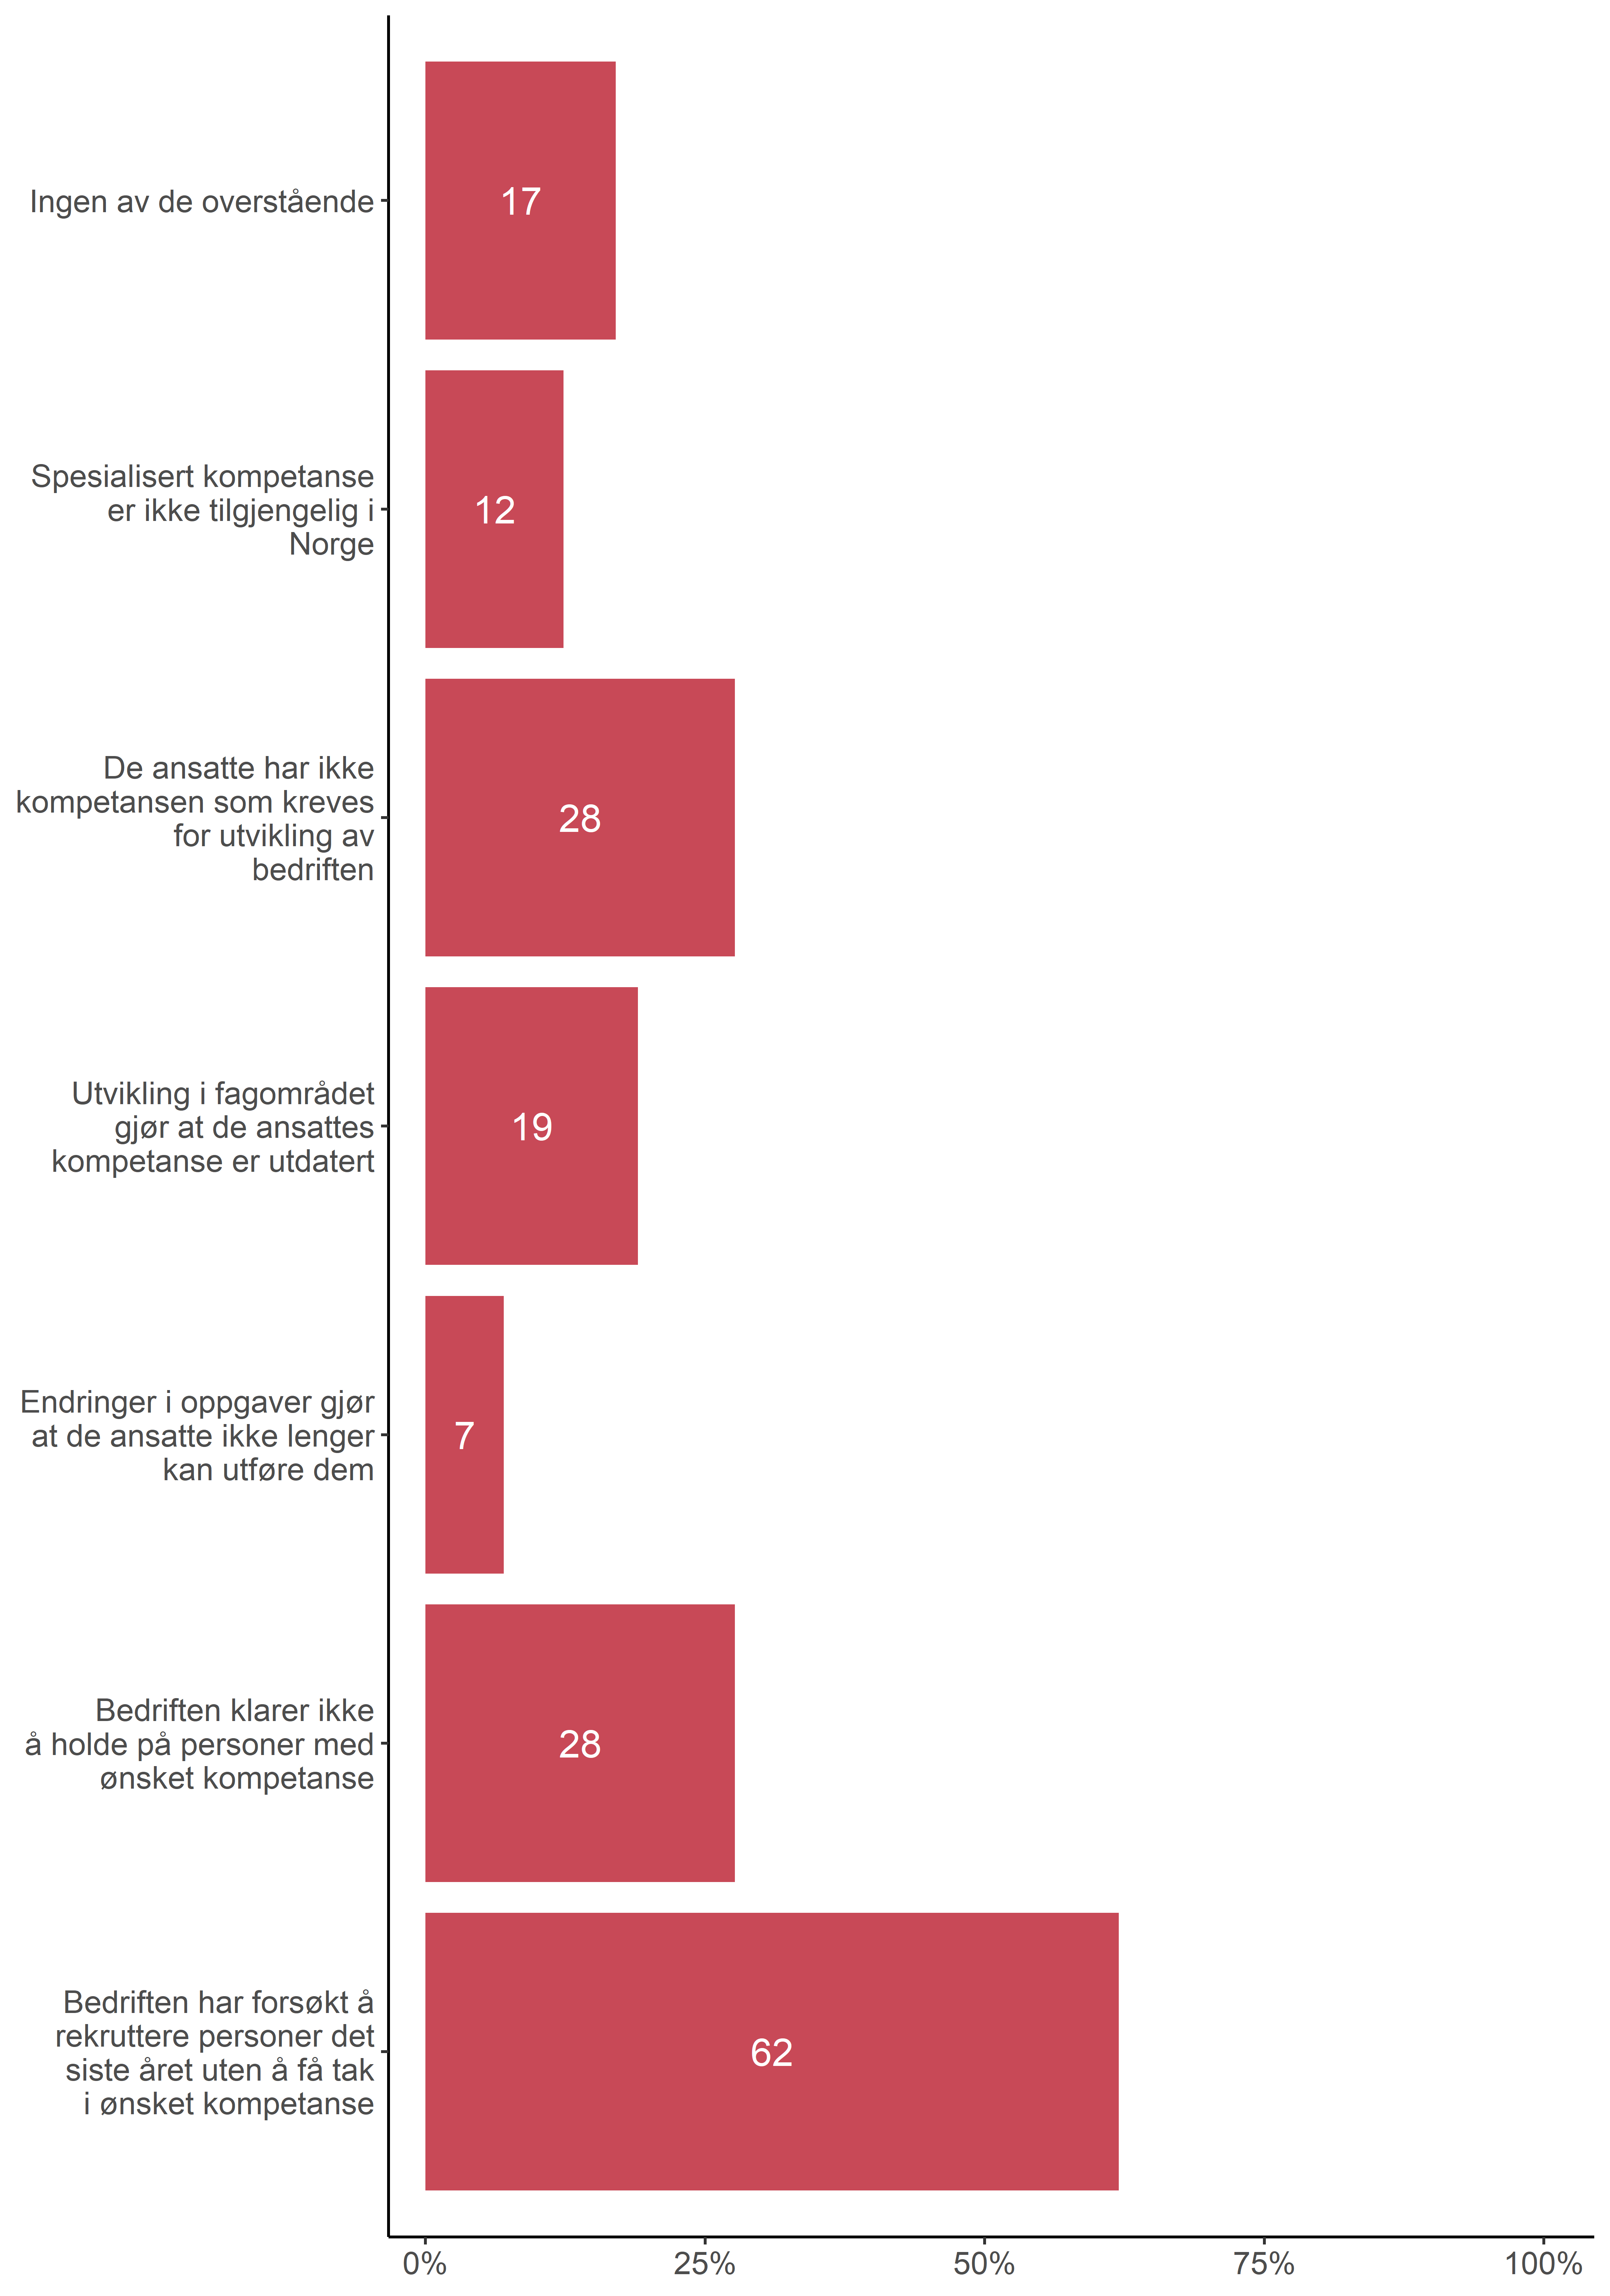 Ingen av de overstående
17
Spesialisert kompetanse
er ikke tilgjengelig i
Norge
12
De ansatte har ikke
kompetansen som kreves
for utvikling av
bedriften
28
Utvikling i fagområdet
gjør at de ansattes
kompetanse er utdatert
19
Endringer i oppgaver gjør
at de ansatte ikke lenger
kan utføre dem
7
Bedriften klarer ikke
å holde på personer med
ønsket kompetanse
28
Bedriften har forsøkt å
rekruttere personer det
siste året uten å få tak
i ønsket kompetanse
62
0% 25% 50% 75% 100%